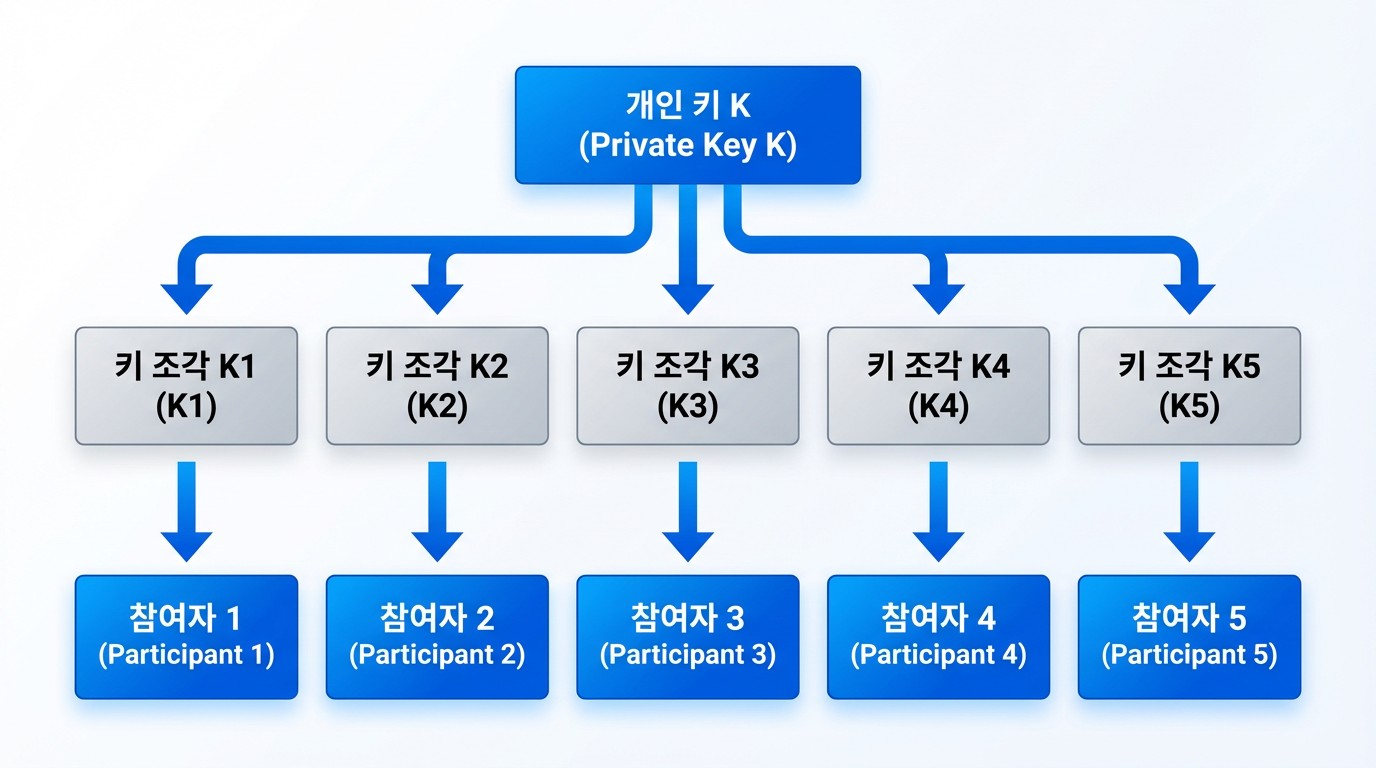 개인 키 K
(Private Key K)
키 조각 K1
(K1)
키 조각 K2
(K2)
키 조각 K3
(K3)
키 조각 K4
(K4)
키 조각 K5
(K5)
참여자 1
(Participant 1)
참여자 2
(Participant 2)
참여자 3
(Participant 3)
참여자 4
(Participant 4)
참여자 5
(Participant 5)